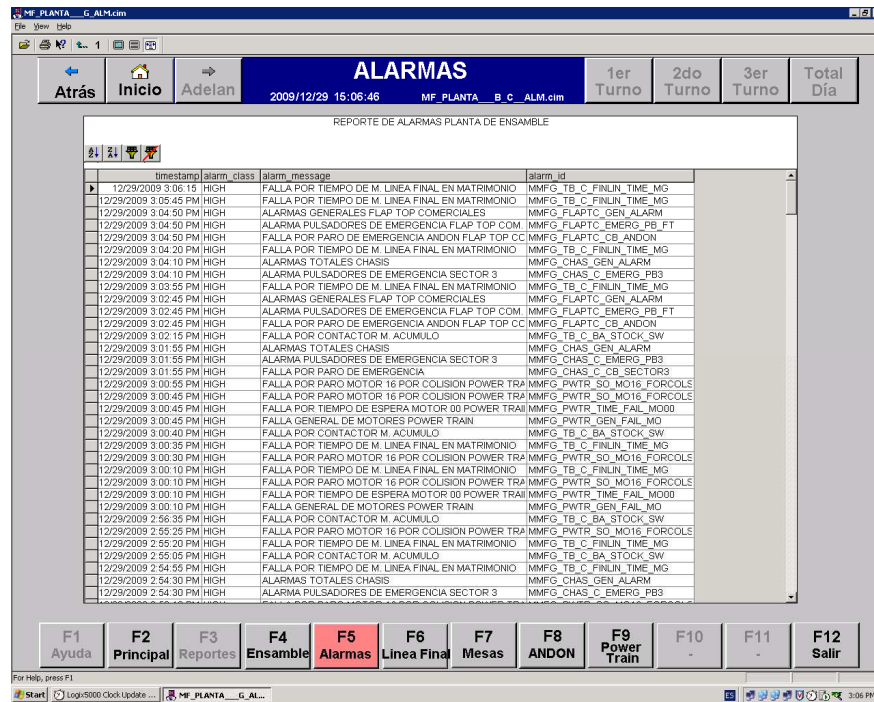 MF_PLANTA___G_ALM.cim
File View Help
1
Atrás
Inicio
Adelan
ALARMAS
2009/12/29 15:06:46 MF_PLANTA___B_C__ALM.cim
1er Turno
2do Turno
3er Turno
Total Día
REPORTE DE ALARMAS PLANTA DE ENSAMBLE
timestamp alarm_class alarm_message alarm_id
12/29/2009 3:06:15 HIGH FALLA POR TIEMPO DE M. LINEA FINAL EN MATRIMONIO MMFG_TB_C_FINLIN_TIME_MG
12/29/2009 3:05:45 PM HIGH FALLA POR TIEMPO DE M. LINEA FINAL EN MATRIMONIO MMFG_TB_C_FINLIN_TIME_MG
12/29/2009 3:04:50 PM HIGH ALARMAS GENERALES FLAP TOP COMERCIALES MMFG_FLAPTC_GEN_ALARM
12/29/2009 3:04:50 PM HIGH ALARMA PULSADORES DE EMERGENCIA FLAP TOP COM. MMFG_FLAPTC_EMERG_PB_FT
12/29/2009 3:04:50 PM HIGH FALLA POR PARO DE EMERGENCIA ANDON FLAP TOP CC MMFG_FLAPTC_CB_ANDON
12/29/2009 3:04:20 PM HIGH FALLA POR TIEMPO DE M. LINEA FINAL EN MATRIMONIO MMFG_TB_C_FINLIN_TIME_MG
12/29/2009 3:04:10 PM HIGH ALARMAS TOTALES CHASIS MMFG_CHAS_GEN_ALARM
12/29/2009 3:04:10 PM HIGH ALARMA PULSADORES DE EMERGENCIA SECTOR 3 MMFG_CHAS_C_EMERG_PB3
12/29/2009 3:03:55 PM HIGH FALLA POR TIEMPO DE M. LINEA FINAL EN MATRIMONIO MMFG_TB_C_FINLIN_TIME_MG
12/29/2009 3:02:45 PM HIGH ALARMAS GENERALES FLAP TOP COMERCIALES MMFG_FLAPTC_GEN_ALARM
12/29/2009 3:02:45 PM HIGH ALARMA PULSADORES DE EMERGENCIA FLAP TOP COM. MMFG_FLAPTC_EMERG_PB_FT
12/29/2009 3:02:45 PM HIGH FALLA POR PARO DE EMERGENCIA ANDON FLAP TOP CC MMFG_FLAPTC_CB_ANDON
12/29/2009 3:02:15 PM HIGH FALLA POR CONTACTOR M. ACUMULO MMFG_TB_C_BA_STOCK_SW
12/29/2009 3:01:55 PM HIGH ALARMAS TOTALES CHASIS MMFG_CHAS_GEN_ALARM
12/29/2009 3:01:55 PM HIGH ALARMA PULSADORES DE EMERGENCIA SECTOR 3 MMFG_CHAS_C_EMERG_PB3
12/29/2009 3:01:55 PM HIGH FALLA POR PARO DE EMERGENCIA MMFG_CHAS_C_CB_SECTOR3
12/29/2009 3:00:55 PM HIGH FALLA POR PARO MOTOR 16 POR COLISION POWER TRA MMFG_PWTR_SO_MO16_FORCOLS
12/29/2009 3:00:45 PM HIGH FALLA POR PARO MOTOR 16 POR COLISION POWER TRA MMFG_PWTR_SO_MO16_FORCOLS
12/29/2009 3:00:45 PM HIGH FALLA POR TIEMPO DE ESPERA MOTOR 00 POWER TRAII MMFG_PWTR_TIME_FAIL_MO00
12/29/2009 3:00:45 PM HIGH FALLA GENERAL DE MOTORES POWER TRAIN MMFG_PWTR_GEN_FAIL_MO
12/29/2009 3:00:40 PM HIGH FALLA POR CONTACTOR M. ACUMULO MMFG_TB_C_BA_STOCK_SW
12/29/2009 3:00:35 PM HIGH FALLA POR TIEMPO DE M. LINEA FINAL EN MATRIMONIO MMFG_TB_C_FINLIN_TIME_MG
12/29/2009 3:00:30 PM HIGH FALLA POR PARO MOTOR 16 POR COLISION POWER TRA MMFG_PWTR_SO_MO16_FORCOLS
12/29/2009 3:00:10 PM HIGH FALLA POR TIEMPO DE M. LINEA FINAL EN MATRIMONIO MMFG_TB_C_FINLIN_TIME_MG
12/29/2009 3:00:10 PM HIGH FALLA POR PARO MOTOR 16 POR COLISION POWER TRA MMFG_PWTR_SO_MO16_FORCOLS
12/29/2009 3:00:10 PM HIGH FALLA POR TIEMPO DE ESPERA MOTOR 00 POWER TRAII MMFG_PWTR_TIME_FAIL_MO00
12/29/2009 3:00:10 PM HIGH FALLA GENERAL DE MOTORES POWER TRAIN MMFG_PWTR_GEN_FAIL_MO
12/29/2009 2:56:35 PM HIGH FALLA POR CONTACTOR M. ACUMULO MMFG_TB_C_BA_STOCK_SW
12/29/2009 2:55:25 PM HIGH FALLA POR PARO MOTOR 16 POR COLISION POWER TRA MMFG_PWTR_SO_MO16_FORCOLS
12/29/2009 2:55:20 PM HIGH FALLA POR TIEMPO DE M. LINEA FINAL EN MATRIMONIO MMFG_TB_C_FINLIN_TIME_MG
12/29/2009 2:55:05 PM HIGH FALLA POR CONTACTOR M. ACUMULO MMFG_TB_C_BA_STOCK_SW
12/29/2009 2:54:55 PM HIGH FALLA POR TIEMPO DE M. LINEA FINAL EN MATRIMONIO MMFG_TB_C_FINLIN_TIME_MG
12/29/2009 2:54:30 PM HIGH ALARMAS TOTALES CHASIS MMFG_CHAS_GEN_ALARM
12/29/2009 2:54:30 PM HIGH ALARMA PULSADORES DE EMERGENCIA SECTOR 3 MMFG_CHAS_C_EMERG_PB3
F1 Ayuda
F2 Principal
F3 Reportes
F4 Ensamble
F5 Alarmas
F6 Linea Final
F7 Mesas
F8 ANDON
F9 Power Train
F10 -
F11 -
F12 Salir
For Help, press F1
Start Logix5000 Clock Update ... MF_PLANTA___G_AL... ES 3:06 PM